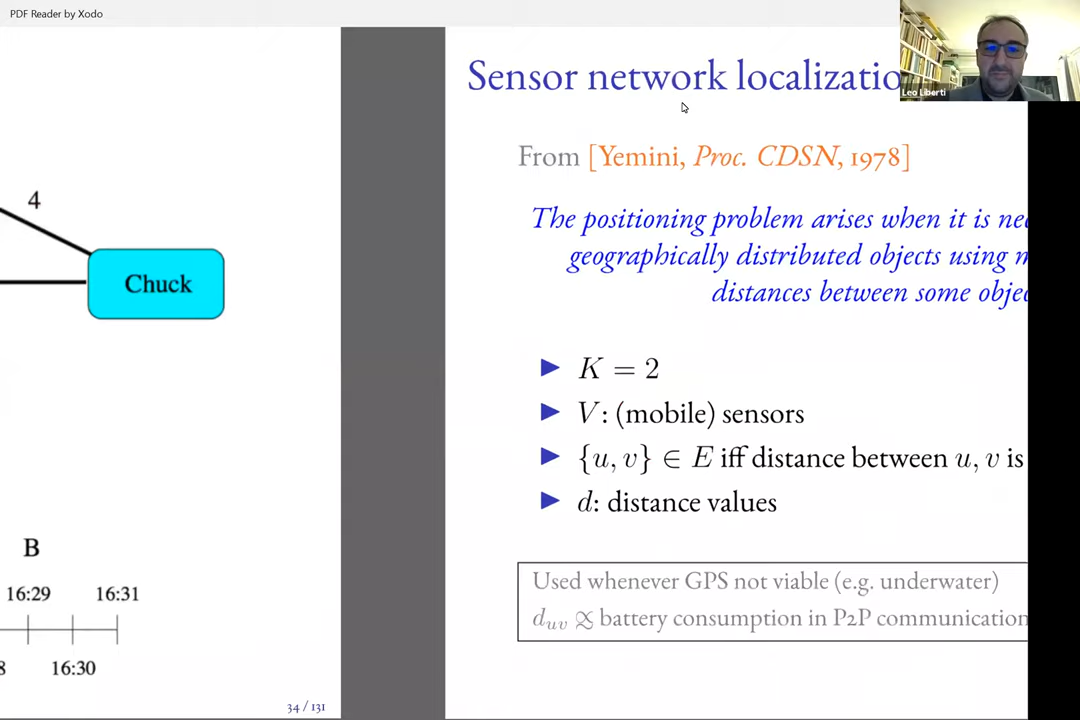 PDF Reader by Xodo
4
Chuck
B
16:29 16:31
8 16:30
34 / 131
Sensor network localizatio
Leo Liberti
From [Yemini, Proc. CDSN, 1978]
The positioning problem arises when it is nec
geographically distributed objects using m
distances between some objec
▶ K = 2
▶ V: (mobile) sensors
▶ {u, v} ∈ E iff distance between u, v is
▶ d: distance values
Used whenever GPS not viable (e.g. underwater)
d_uv ∝ battery consumption in P2P communication